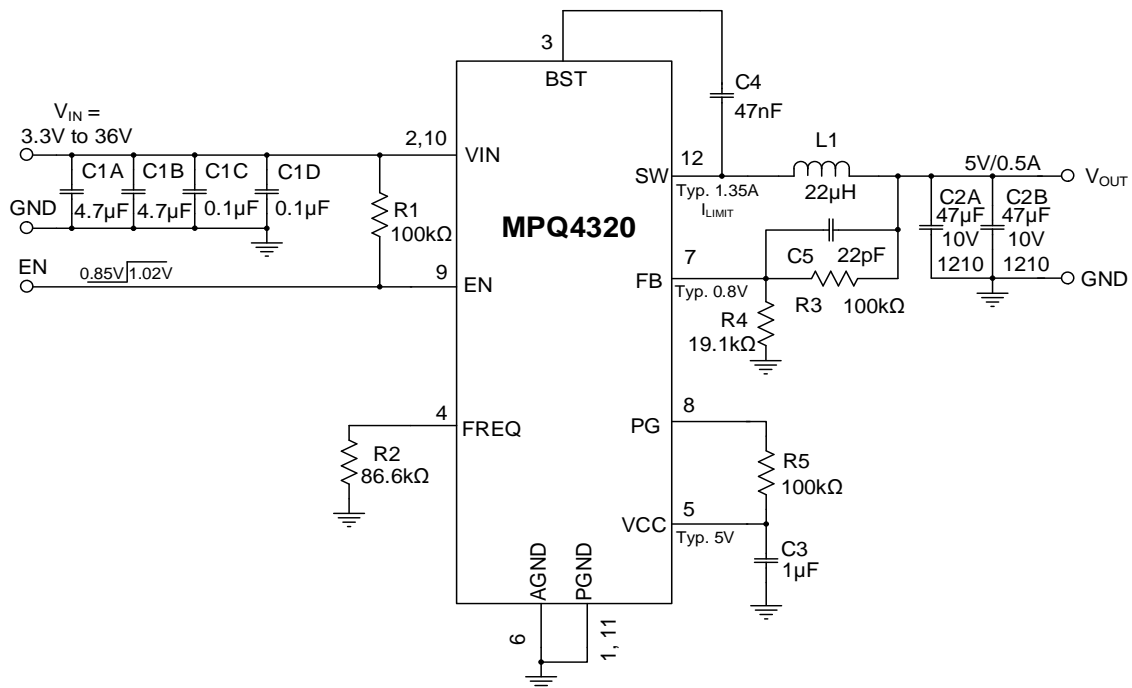 3
BST
C4
47nF
V_IN =
3.3V to 36V
2,10
VIN
C1A
C1B
C1C
C1D
4.7µF
4.7µF
0.1µF
0.1µF
GND
R1
100kΩ
EN
0.85V
1.02V
9
EN
MPQ4320
12
SW
Typ. 1.35A
I_LIMIT
L1
22µH
5V/0.5A
V_OUT
C2A
47µF
10V
1210
C2B
47µF
10V
1210
GND
7
FB
Typ. 0.8V
C5
22pF
R3
100kΩ
R4
19.1kΩ
4
FREQ
R2
86.6kΩ
8
PG
R5
100kΩ
5
VCC
Typ. 5V
C3
1µF
AGND
PGND
6
1, 11